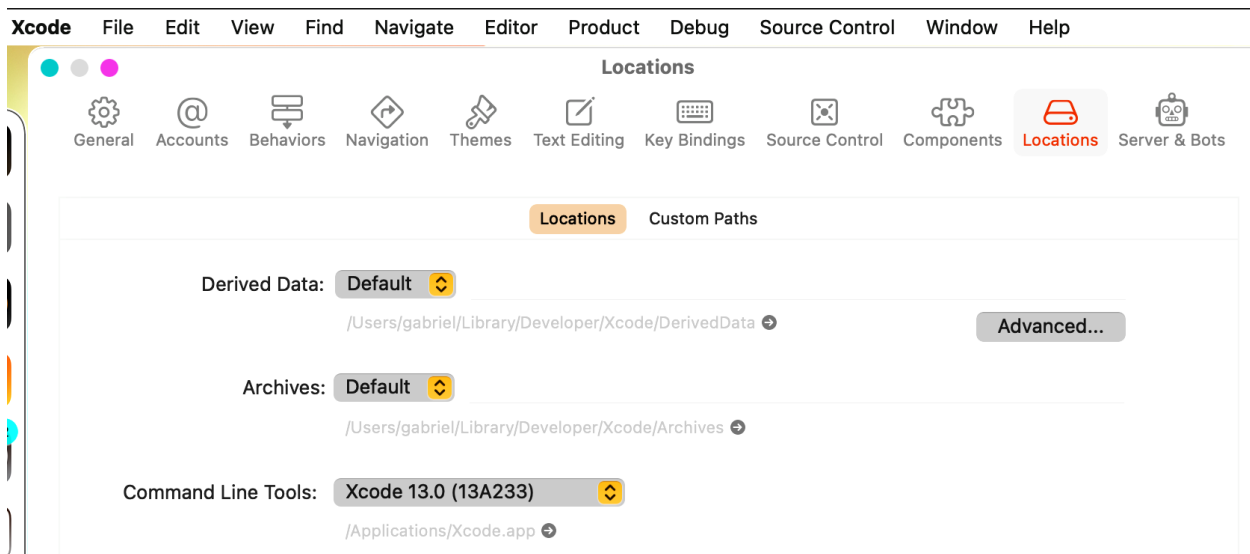 Xcode File Edit View Find Navigate Editor Product Debug Source Control Window Help
Locations
General Accounts Behaviors Navigation Themes Text Editing Key Bindings Source Control Components Locations Server & Bots
Locations Custom Paths
Derived Data: Default
/Users/gabriel/Library/Developer/Xcode/DerivedData
Advanced...
Archives: Default
/Users/gabriel/Library/Developer/Xcode/Archives
Command Line Tools: Xcode 13.0 (13A233)
/Applications/Xcode.app